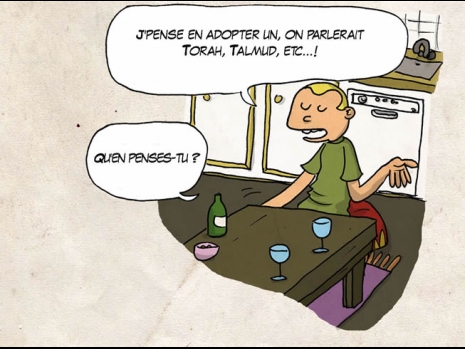 J'PENSE EN ADOPTER UN, ON PARLERAIT
TORAH, TALMUD, ETC...!
QU'EN PENSES-TU ?